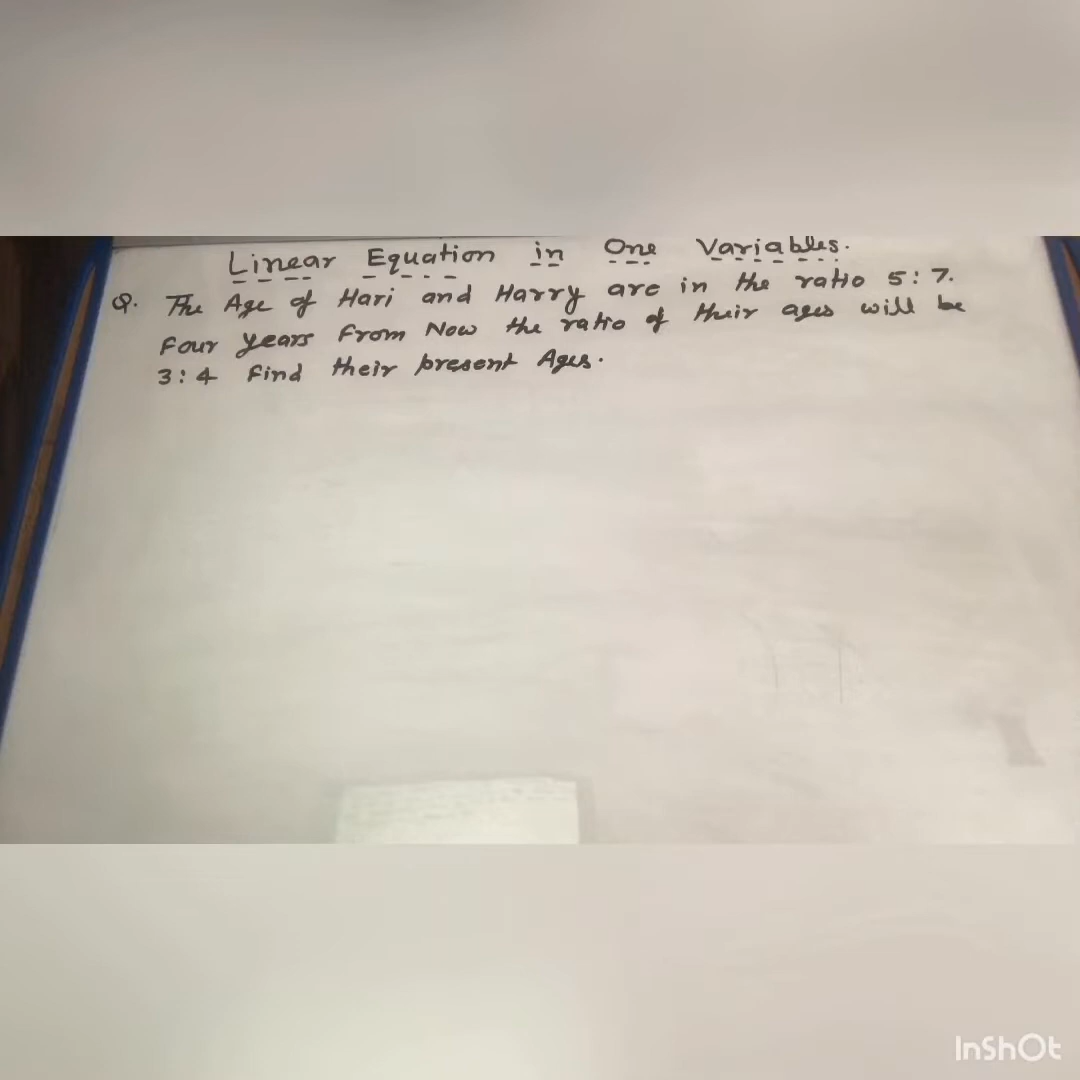 Linear Equation in One Variables.
Q. The Age of Hari and Harry are in the ratio 5:7.
Four years From Now the ratio of their ages will be
3:4 Find their present Ages.
InShOt